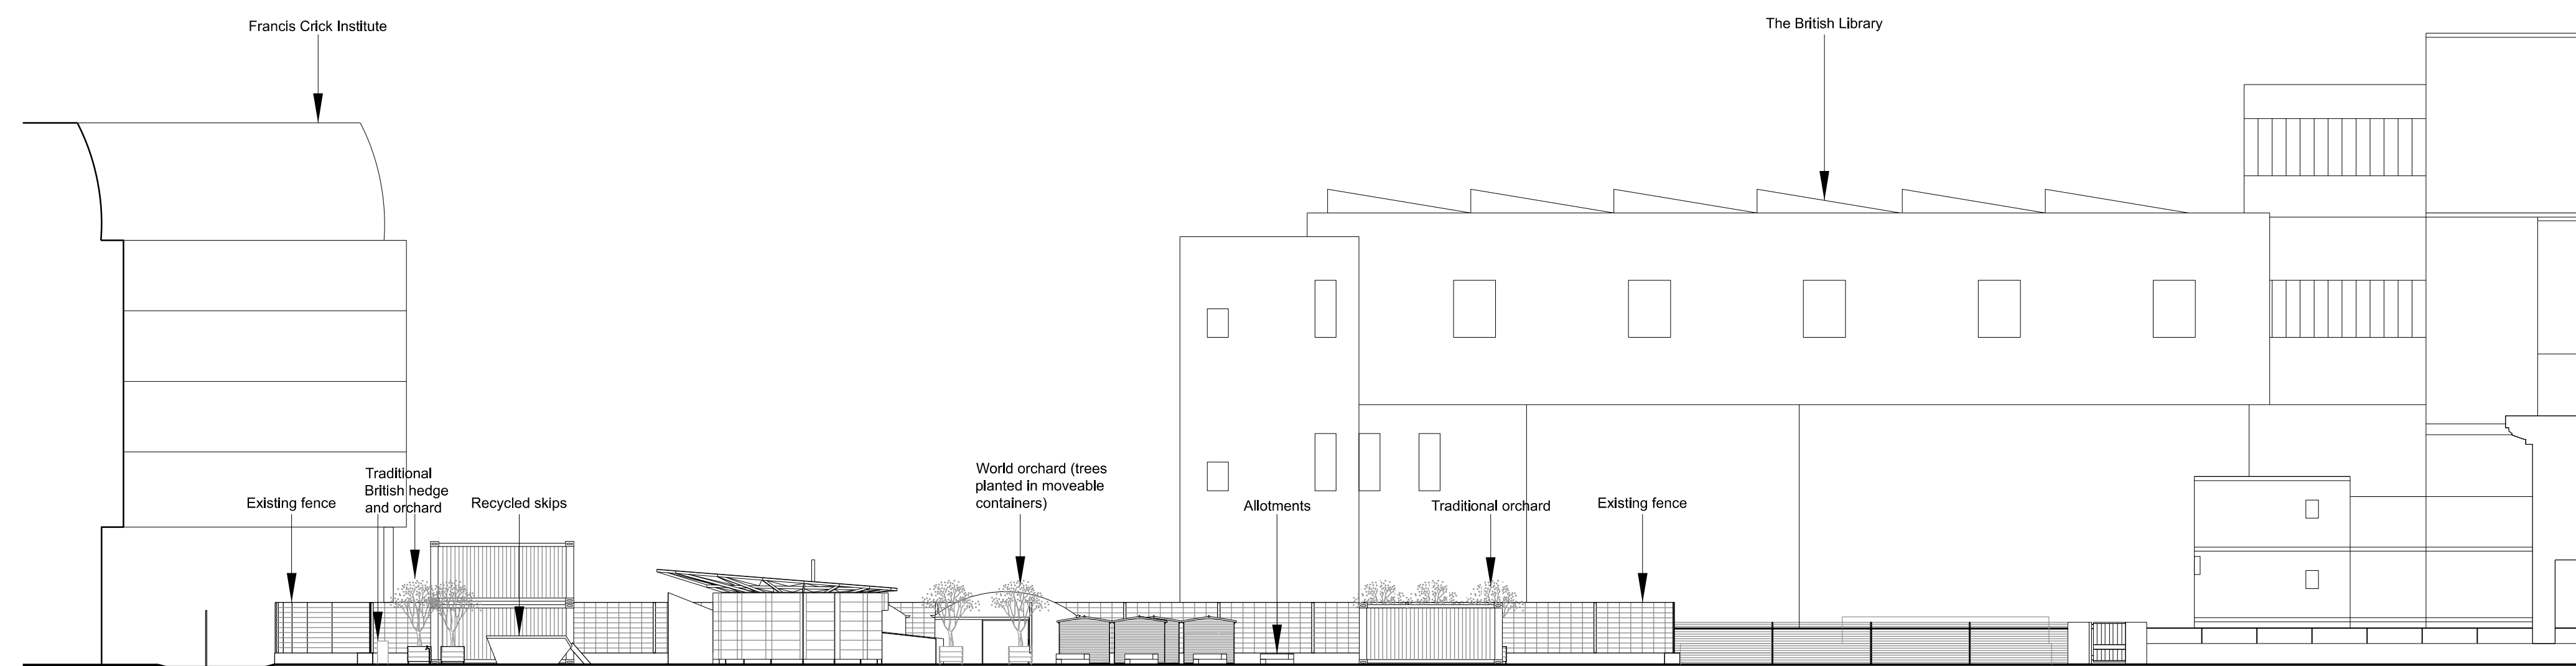 Francis Crick Institute
The British Library
Existing fence
Traditional
British hedge
and orchard
Recycled skips
World orchard (trees
planted in moveable
containers)
Allotments
Traditional orchard
Existing fence